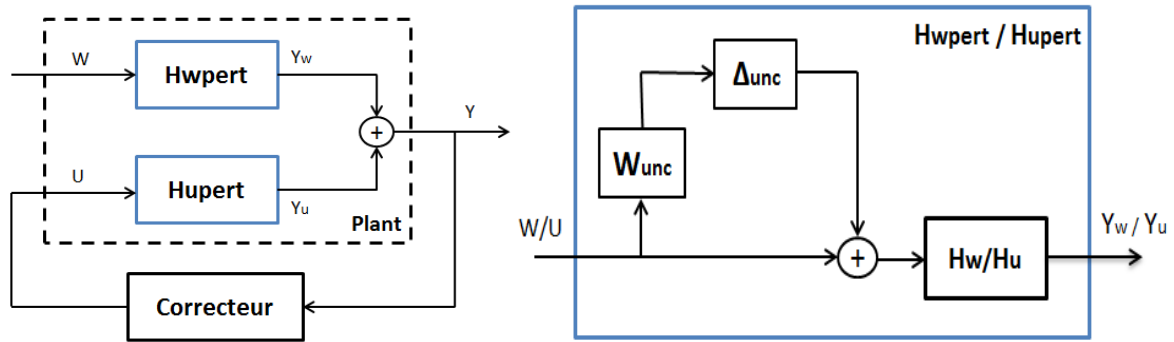 W
Hwpert
Yw
+
Y
U
Hupert
Yu
Plant
Correcteur
Hwpert / Hupert
Δunc
Wunc
W/U
+
Hw/Hu
Yw / Yu